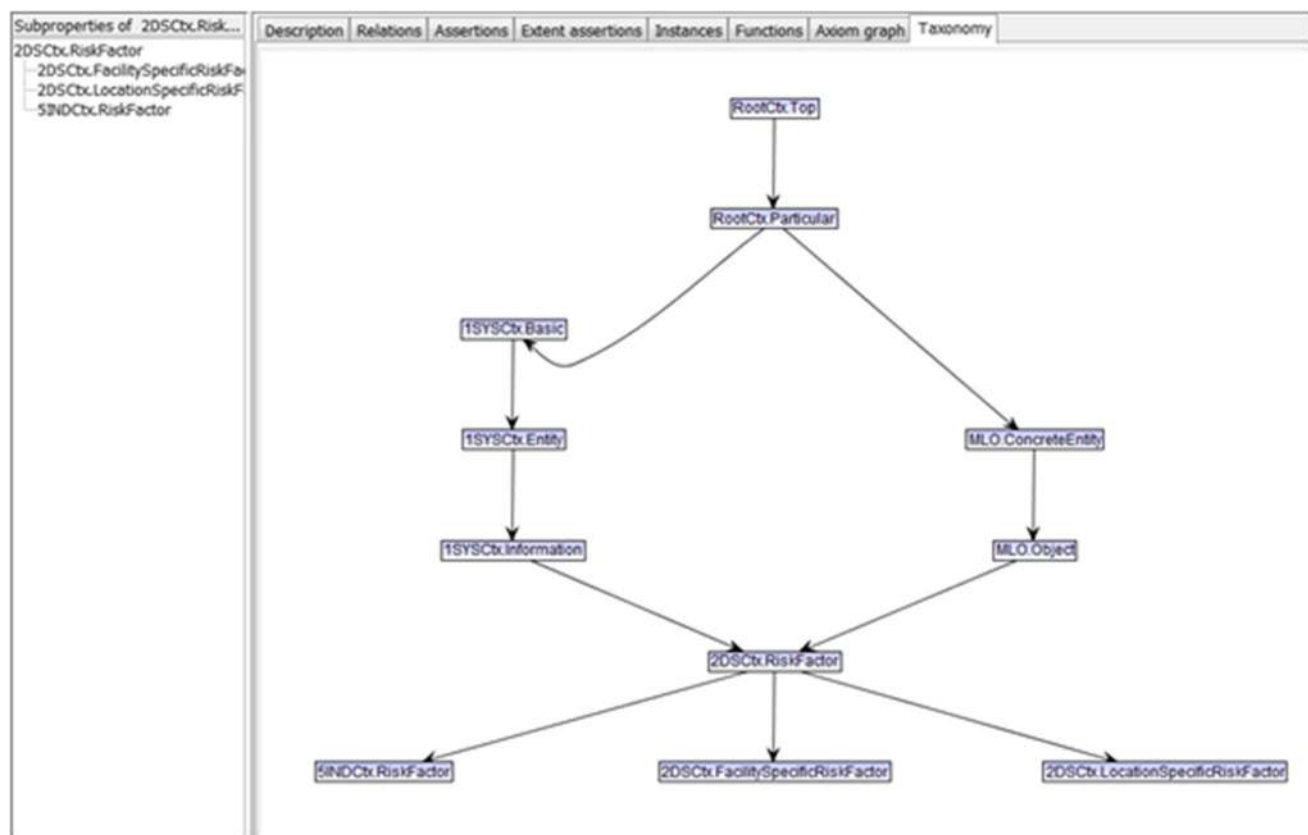 Subproperties of 2DSCtx.Risk...
2DSCtx.RiskFactor
2DSCtx.FacilitySpecificRiskFa
2DSCtx.LocationSpecificRiskF
5INDCtx.RiskFactor
Description Relations Assertions Extent assertions Instances Functions Axiom graph Taxonomy
RootCtx.Top
RootCtx.Particular
1SYSCtx.Basic
1SYSCtx.Entity MLO.ConcreteEntity
1SYSCtx.Information MLO.Object
2DSCtx.RiskFactor
5INDCtx.RiskFactor 2DSCtx.FacilitySpecificRiskFactor 2DSCtx.LocationSpecificRiskFactor